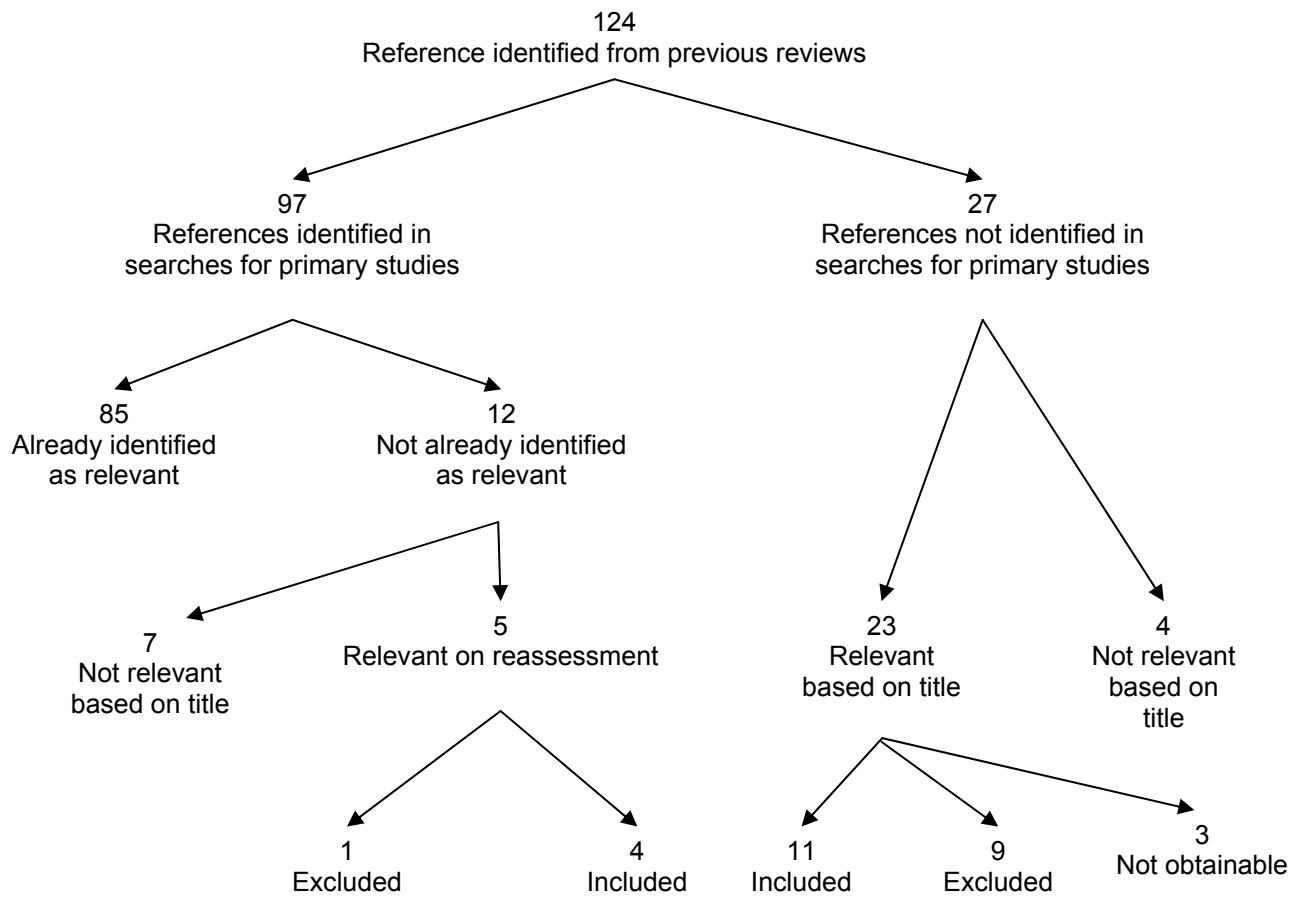 124
Reference identified from previous reviews
97
References identified in
searches for primary studies
27
References not identified in
searches for primary studies
85
Already identified
as relevant
12
Not already identified
as relevant
7
Not relevant
based on title
5
Relevant on reassessment
23
Relevant
based on title
4
Not relevant
based on
title
1
Excluded
4
Included
11
Included
9
Excluded
3
Not obtainable